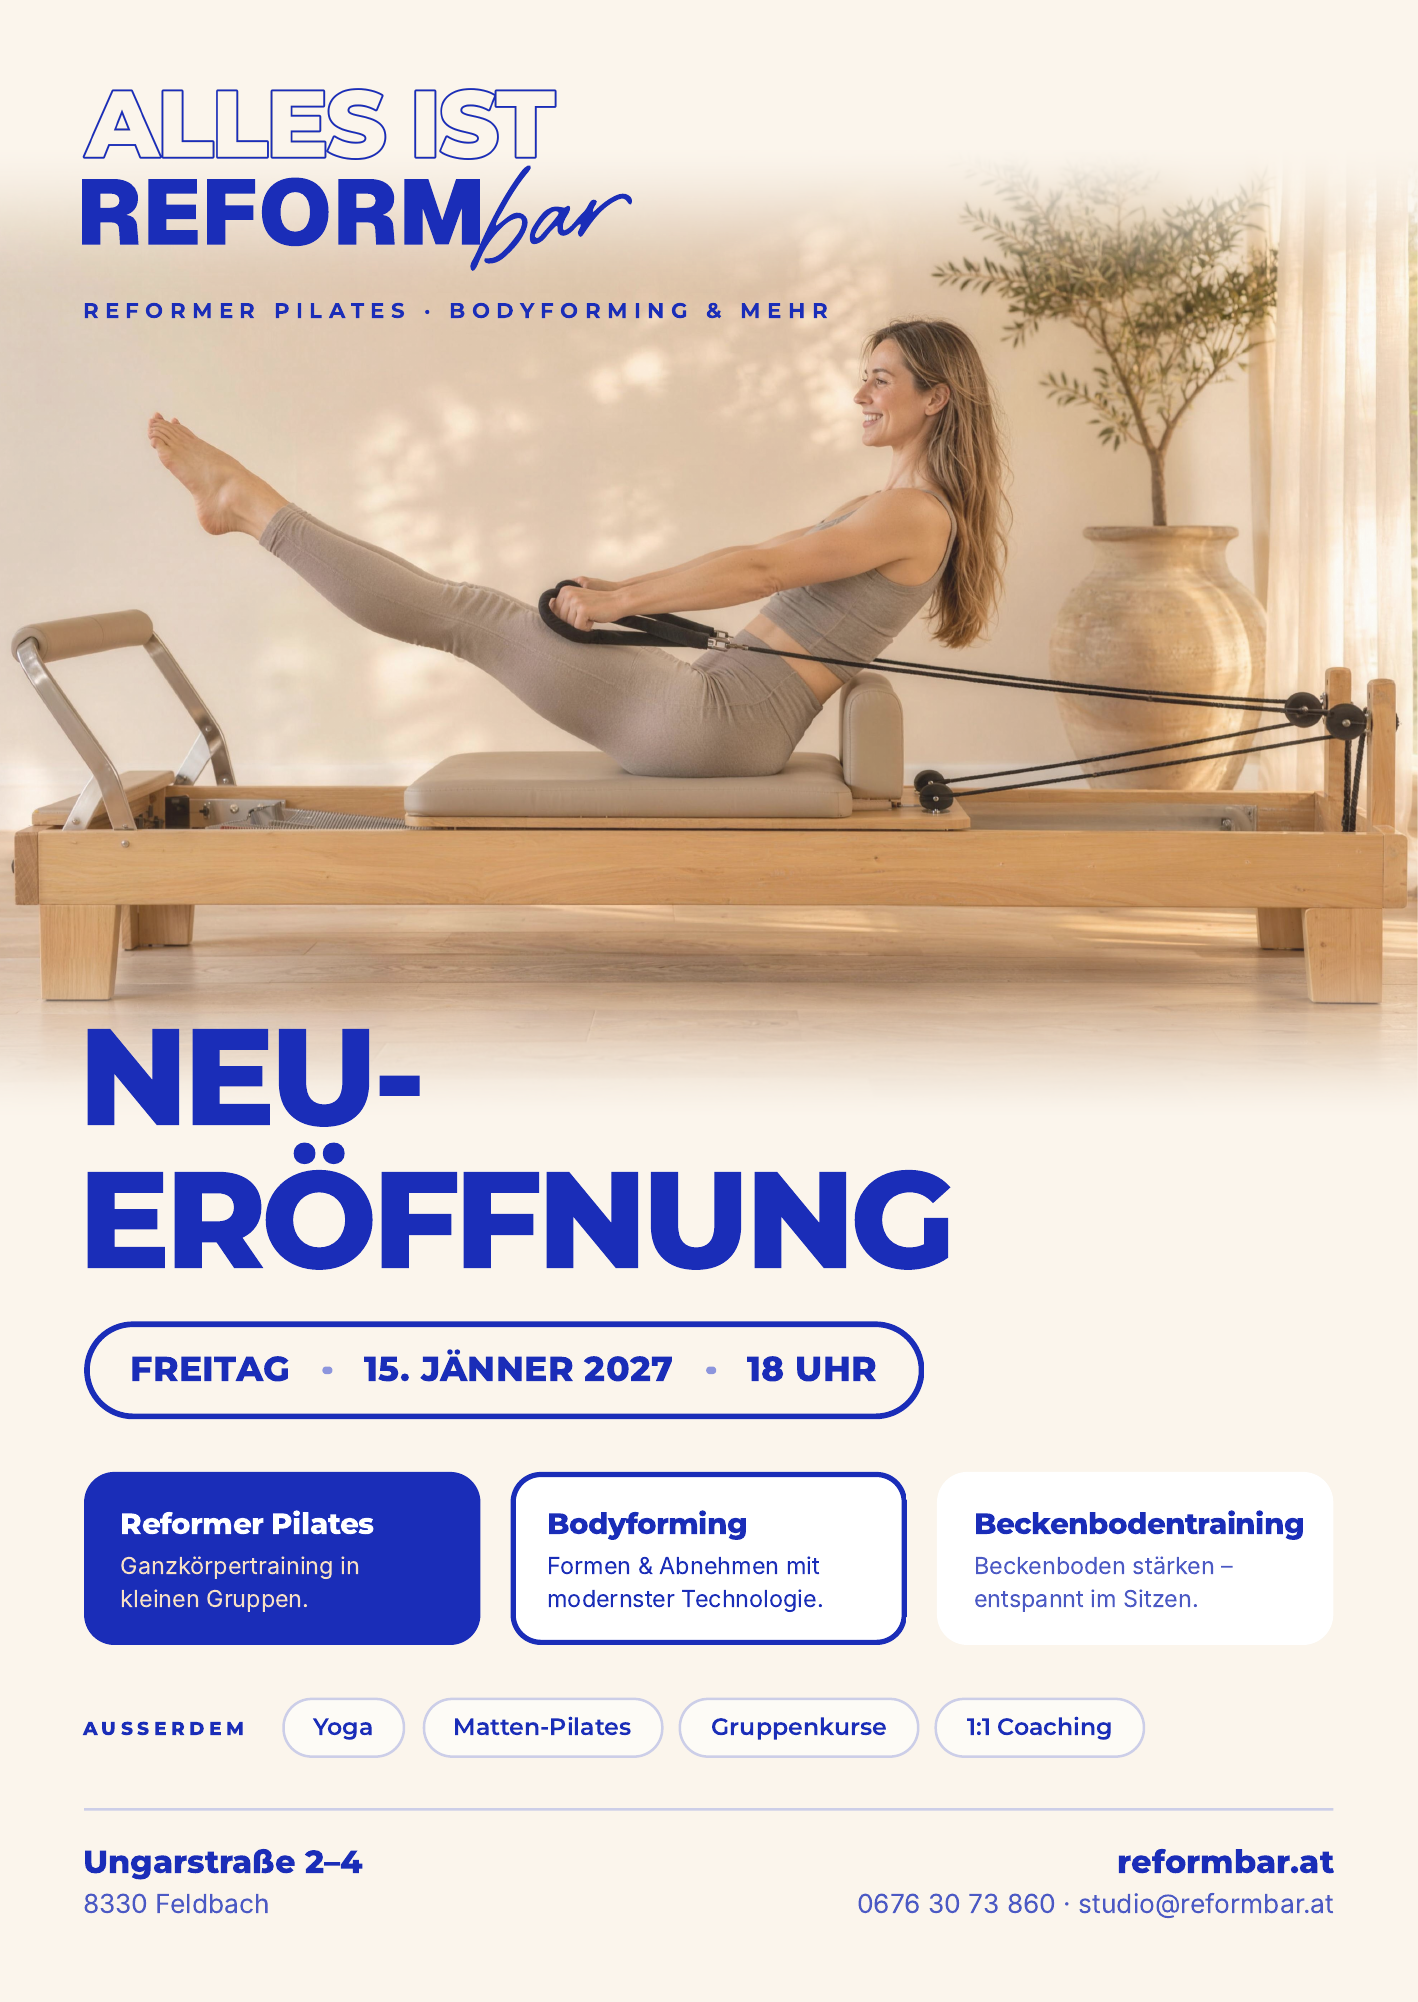 ALLES IST
REFORMbar
REFORMER PILATES · BODYFORMING & MEHR
NEU-
ERÖFFNUNG
FREITAG · 15. JÄNNER 2027 · 18 UHR
Reformer Pilates
Ganzkörpertraining in
kleinen Gruppen.
Bodyforming
Formen & Abnehmen mit
modernster Technologie.
Beckenbodentraining
Beckenboden stärken –
entspannt im Sitzen.
AUSSERDEM Yoga Matten-Pilates Gruppenkurse 1:1 Coaching
Ungarstraße 2–4
8330 Feldbach
reformbar.at
0676 30 73 860 · studio@reformbar.at